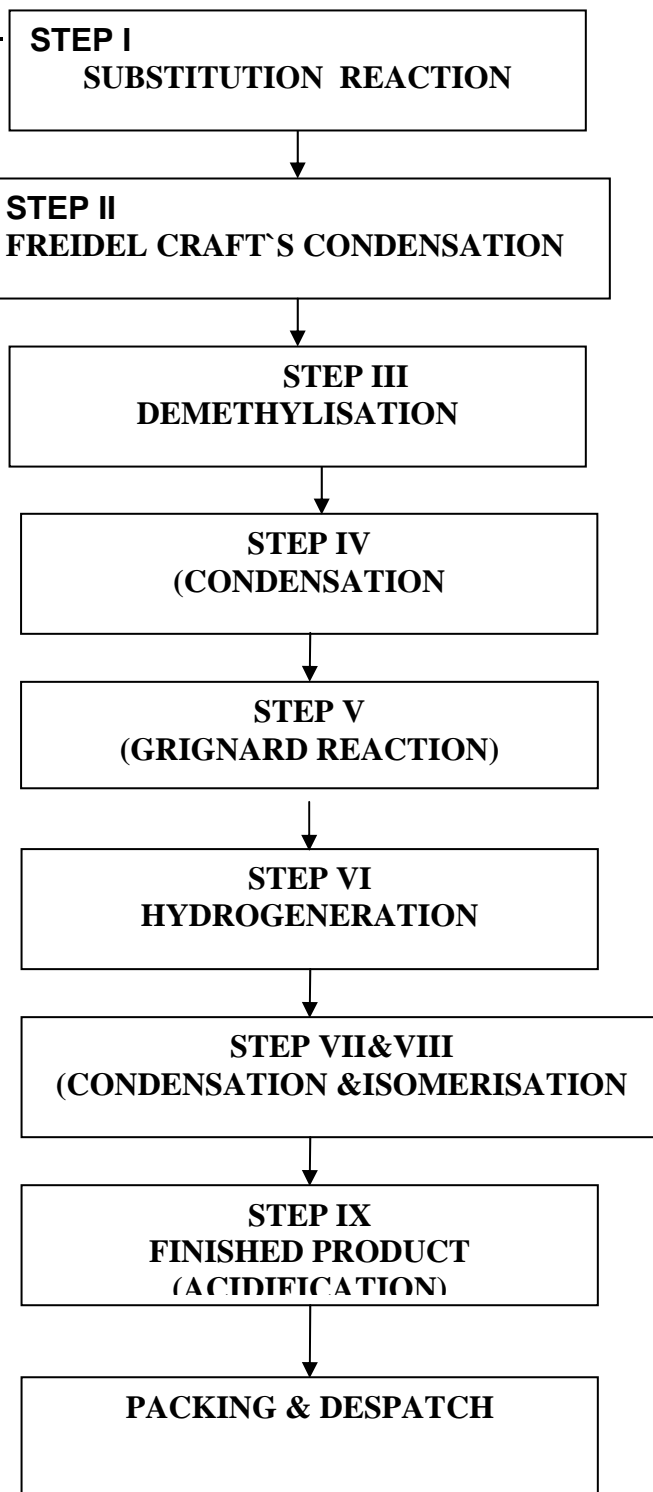 STEP I
SUBSTITUTION REACTION
STEP II
FREIDEL CRAFT`S CONDENSATION
STEP III
DEMETHYLISATION
STEP IV
(CONDENSATION
STEP V
(GRIGNARD REACTION)
STEP VI
HYDROGENERATION
STEP VII&VIII
(CONDENSATION &ISOMERISATION
STEP IX
FINISHED PRODUCT
(ACIDIFICATION)
PACKING & DESPATCH